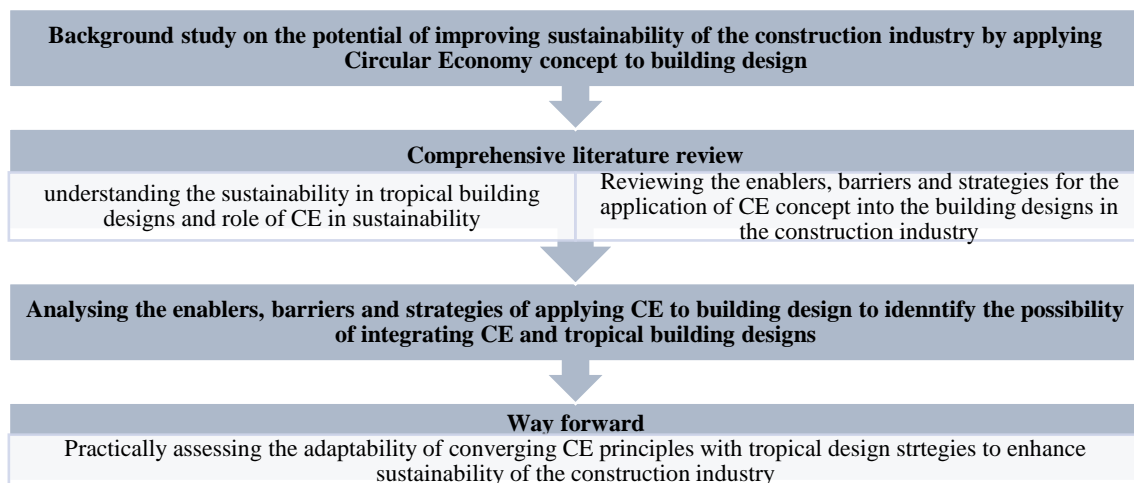 Background study on the potential of improving sustainability of the construction industry by applying
Circular Economy concept to building design
Comprehensive literature review
understanding the sustainability in tropical building
designs and role of CE in sustainability
Reviewing the enablers, barriers and strategies for the
application of CE concept into the building designs in
the construction industry
Analysing the enablers, barriers and strategies of applying CE to building design to idenntify the possibility
of integrating CE and tropical building designs
Way forward
Practically assessing the adaptability of converging CE principles with tropical design strtegies to enhance
sustainability of the construction industry